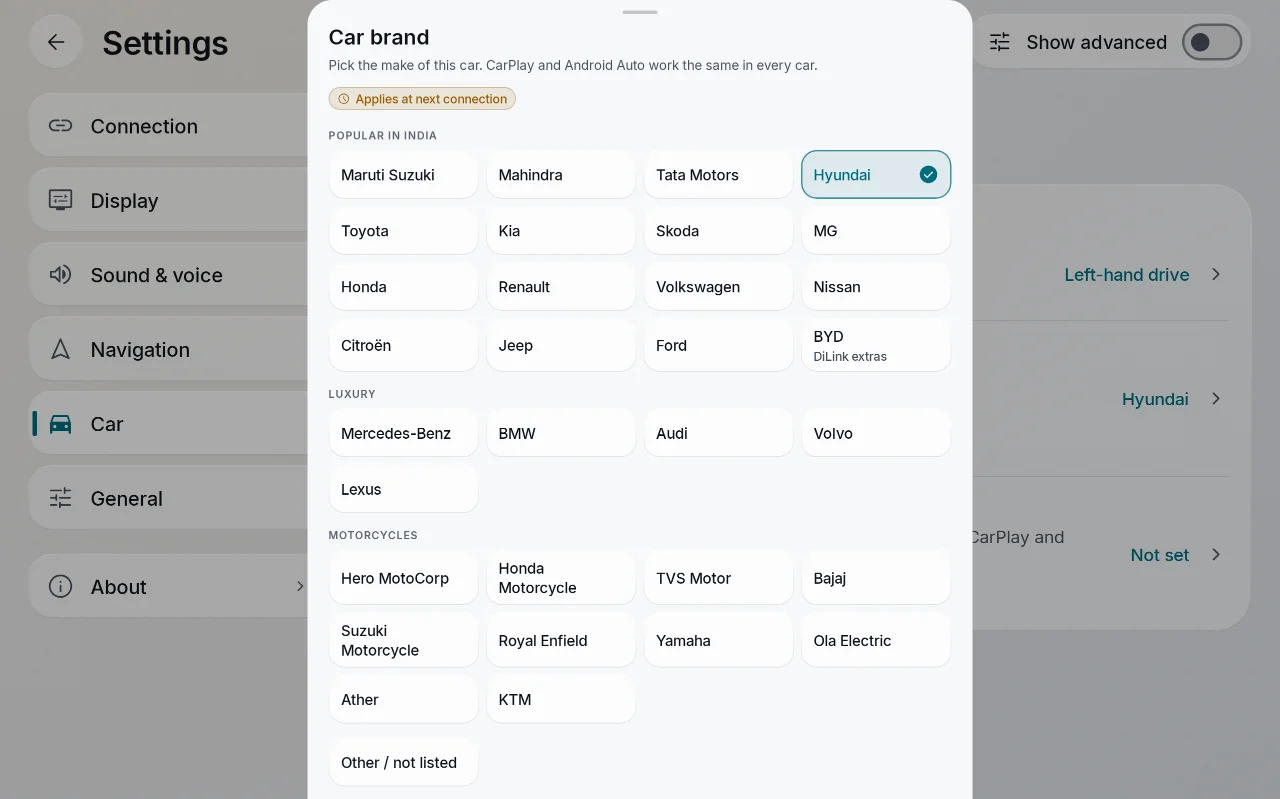 Settings
Show advanced
Connection
Display
Sound & voice
Navigation
Car
General
About
Car brand
Pick the make of this car. CarPlay and Android Auto work the same in every car.
Applies at next connection
POPULAR IN INDIA
Maruti Suzuki
Mahindra
Tata Motors
Hyundai
Toyota
Kia
Skoda
MG
Honda
Renault
Volkswagen
Nissan
Citroën
Jeep
Ford
BYD
DiLink extras
LUXURY
Mercedes-Benz
BMW
Audi
Volvo
Lexus
MOTORCYCLES
Hero MotoCorp
Honda
Motorcycle
TVS Motor
Bajaj
Suzuki
Motorcycle
Royal Enfield
Yamaha
Ola Electric
Ather
KTM
Other / not listed
Left-hand drive
Hyundai
CarPlay and
Not set